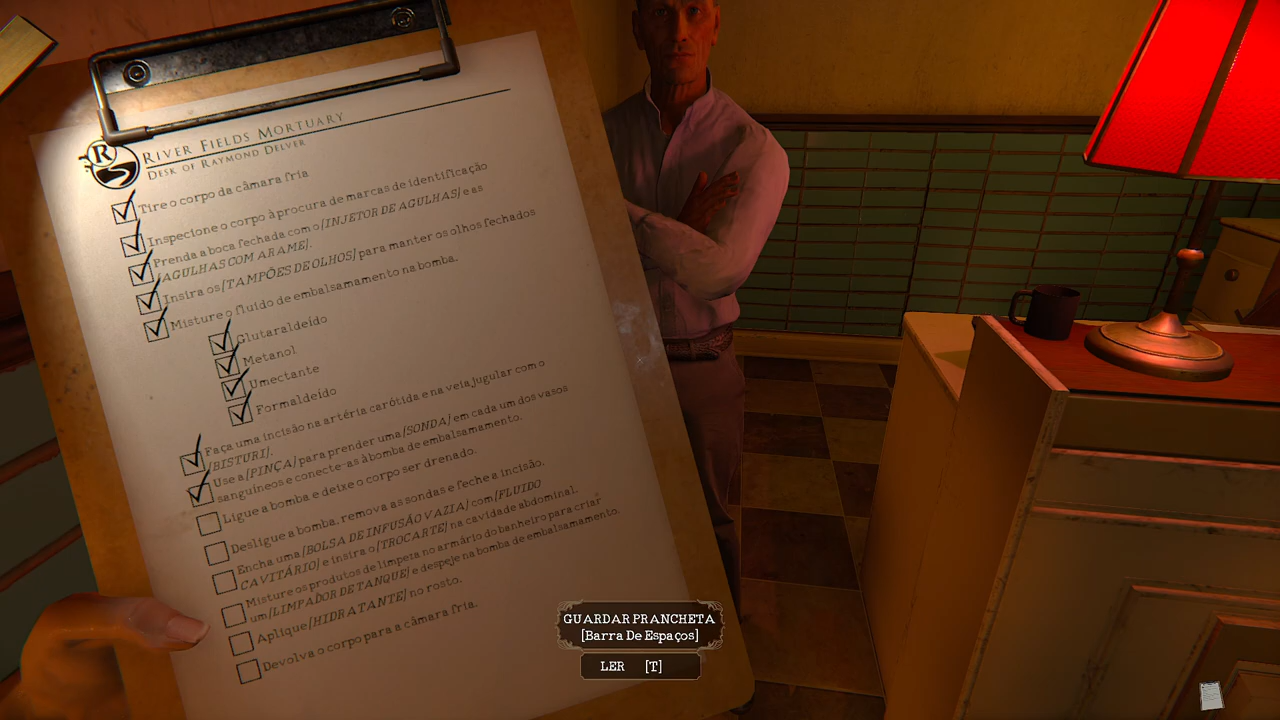 R
RIVER FIELDS MORTUARY
DESK OF RAYMOND DELVER
Tire o corpo da câmara fria
Inspecione o corpo à procura de marcas de identificação
Prenda a boca fechada com o [INJETOR DE AGULHAS] e as
[AGULHAS COM ARAME].
Insira os [TAMPÕES DE OLHOS] para manter os olhos fechados
Misture o fluido de embalsamamento na bomba.
Glutaraldeído
Metanol
Umectante
Formaldeído
Faça uma incisão na artéria carótida e na veia jugular com o
[BISTURI].
Use a [PINÇA] para prender uma [SONDA] em cada um dos vasos
sanguíneos e conecte-as à bomba de embalsamamento.
Ligue a bomba e deixe o corpo ser drenado.
Desligue a bomba, remova as sondas e feche a incisão.
Encha uma [BOLSA DE INFUSÃO VAZIA] com [FLUIDO
CAVITÁRIO] e insira o [TROCARTE] na cavidade abdominal.
Misture os produtos de limpeza no armário do banheiro para criar
um [LIMPADOR DE TANQUE] e despeje na bomba de embalsamamento.
Aplique [HIDRATANTE] no rosto.
Devolva o corpo para a câmara fria.
GUARDAR PRANCHETA
[Barra De Espaços]
LER [T]